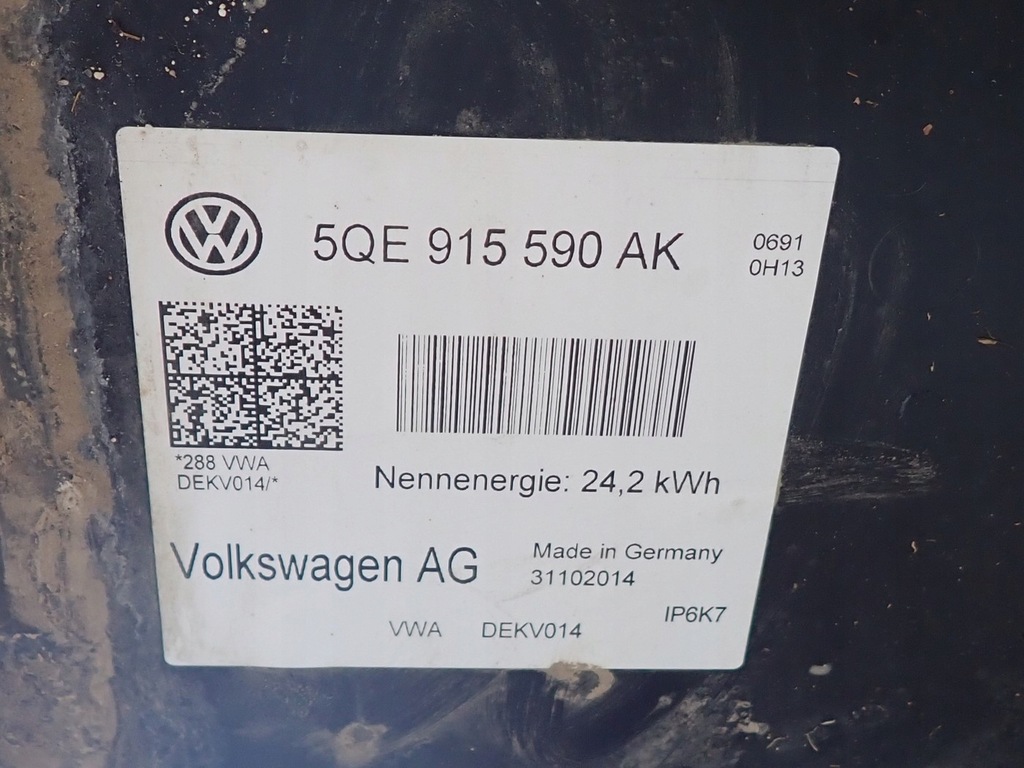 5QE 915 590 AK
0691
0H13
*288 VWA
DEKV014/*
Nennenergie: 24,2 kWh
Volkswagen AG
Made in Germany
31102014
IP6K7
VWA DEKV014